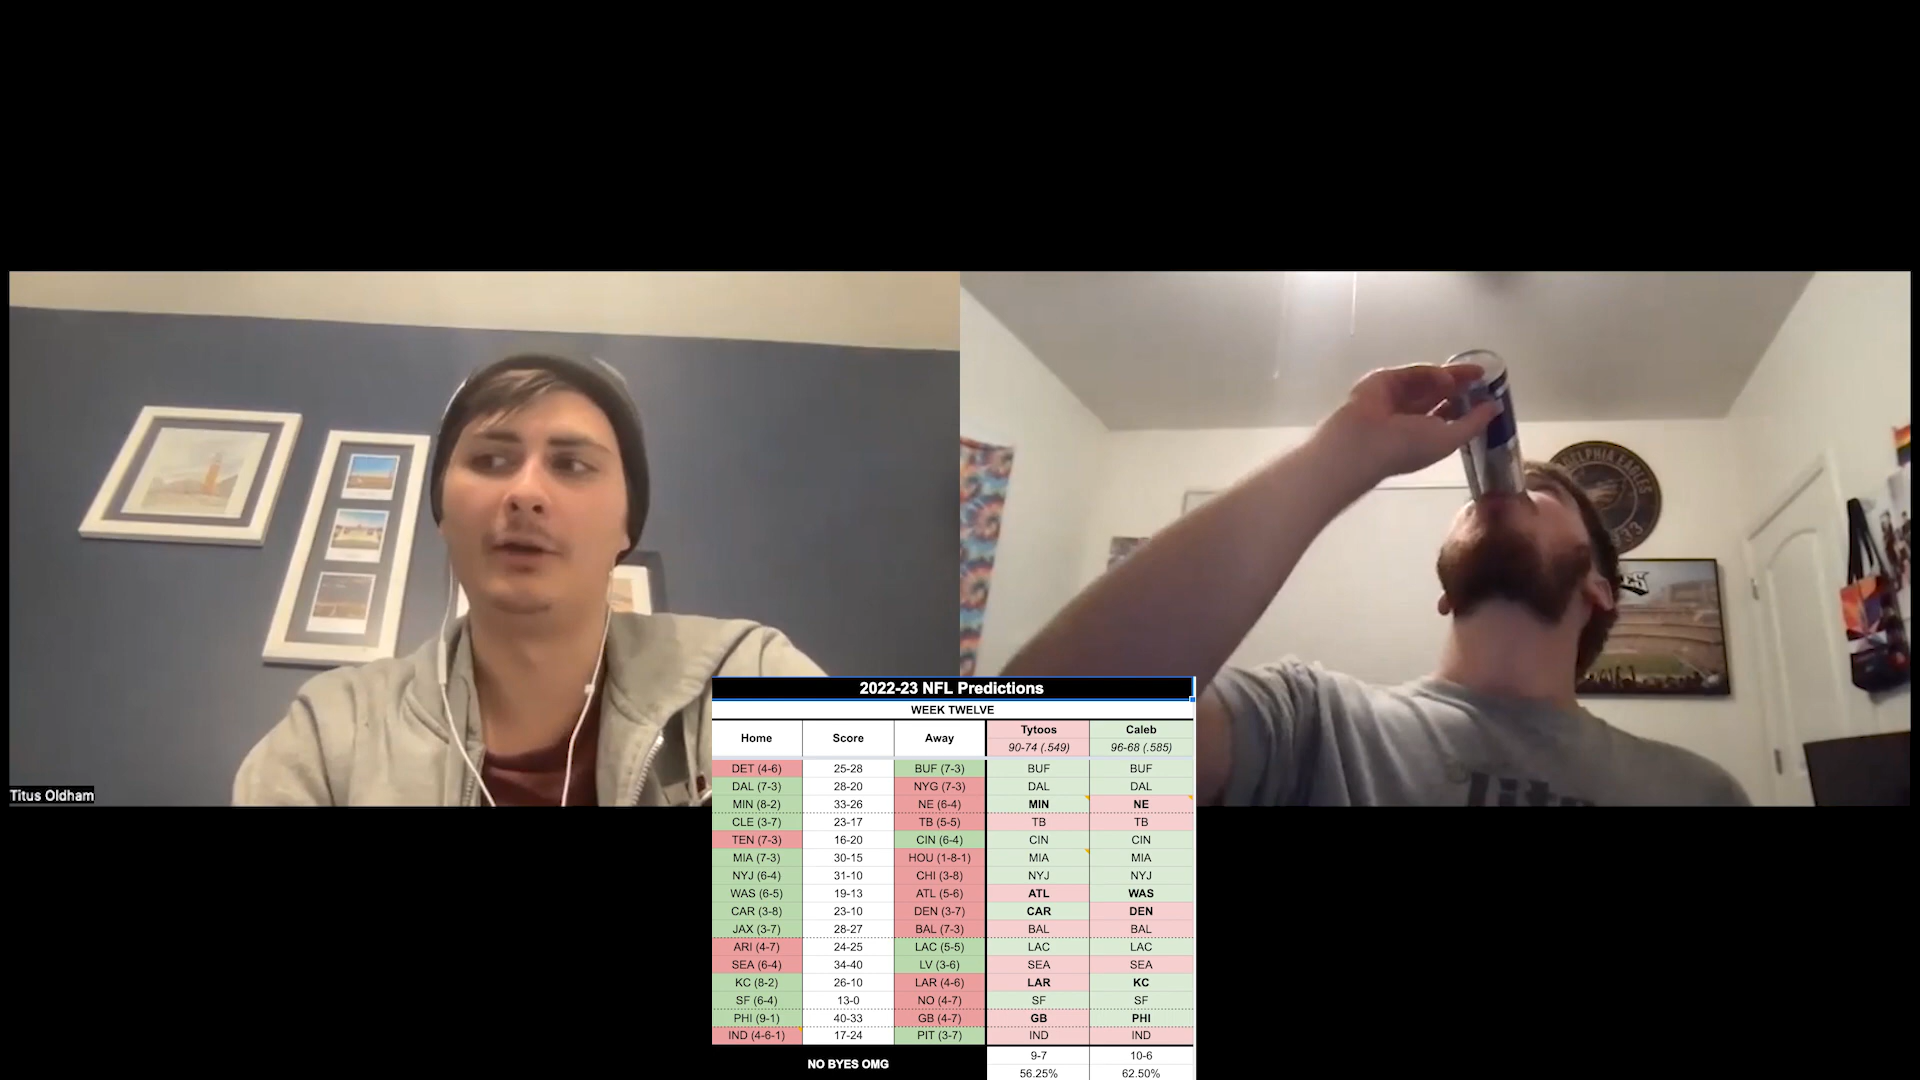 DELPHIA EAGLES
33
Titus Oldham
2022-23 NFL Predictions
WEEK TWELVE
Home Score Away Tytoos Caleb
90-74 (.549) 96-68 (.585)
DET (4-6) 25-28 BUF (7-3) BUF BUF
DAL (7-3) 28-20 NYG (7-3) DAL DAL
MIN (8-2) 33-26 NE (6-4) MIN NE
CLE (3-7) 23-17 TB (5-5) TB TB
TEN (7-3) 16-20 CIN (6-4) CIN CIN
MIA (7-3) 30-15 HOU (1-8-1) MIA MIA
NYJ (6-4) 31-10 CHI (3-8) NYJ NYJ
WAS (6-5) 19-13 ATL (5-6) ATL WAS
CAR (3-8) 23-10 DEN (3-7) CAR DEN
JAX (3-7) 28-27 BAL (7-3) BAL BAL
ARI (4-7) 24-25 LAC (5-5) LAC LAC
SEA (6-4) 34-40 LV (3-6) SEA SEA
KC (8-2) 26-10 LAR (4-6) LAR KC
SF (6-4) 13-0 NO (4-7) SF SF
PHI (9-1) 40-33 GB (4-7) GB PHI
IND (4-6-1) 17-24 PIT (3-7) IND IND
9-7 10-6
NO BYES OMG
56.25% 62.50%